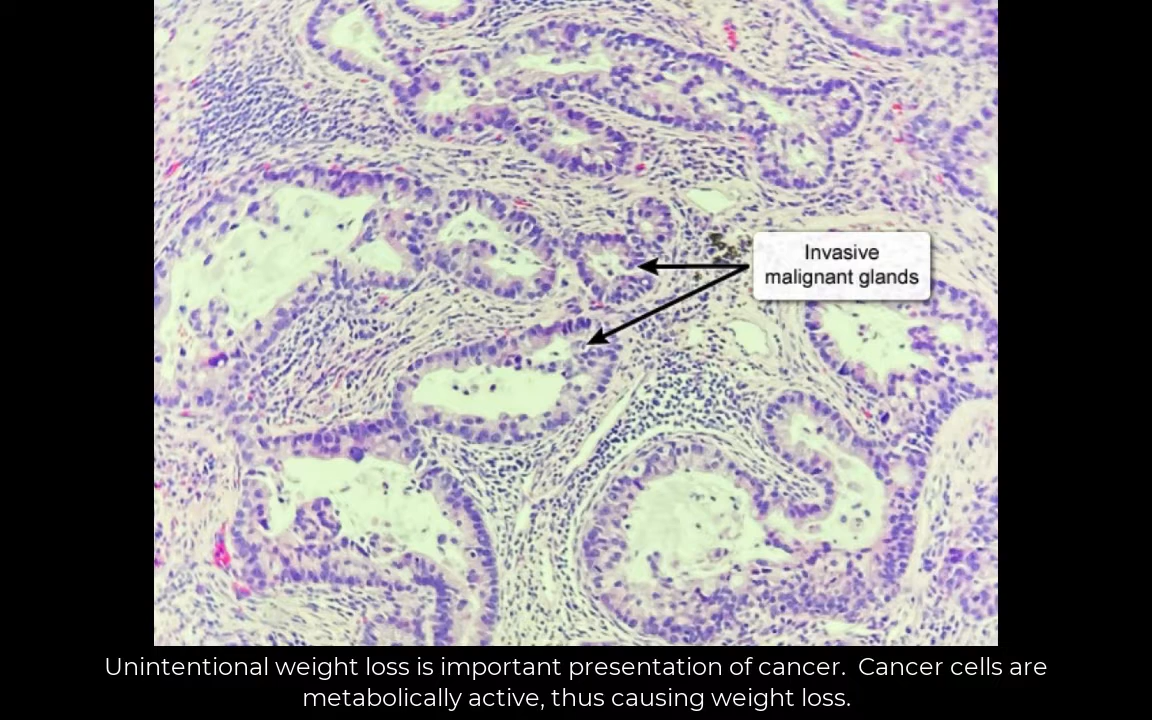 Invasive
malignant glands
Unintentional weight loss is important presentation of cancer.  Cancer cells are
metabolically active, thus causing weight loss.